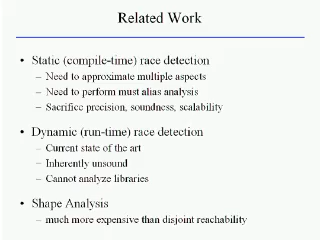 Related Work
• Static (compile-time) race detection
– Need to approximate multiple aspects
– Need to perform must alias analysis
– Sacrifice precision, soundness, scalability
• Dynamic (run-time) race detection
– Current state of the art
– Inherently unsound
– Cannot analyze libraries
• Shape Analysis
– much more expensive than disjoint reachability